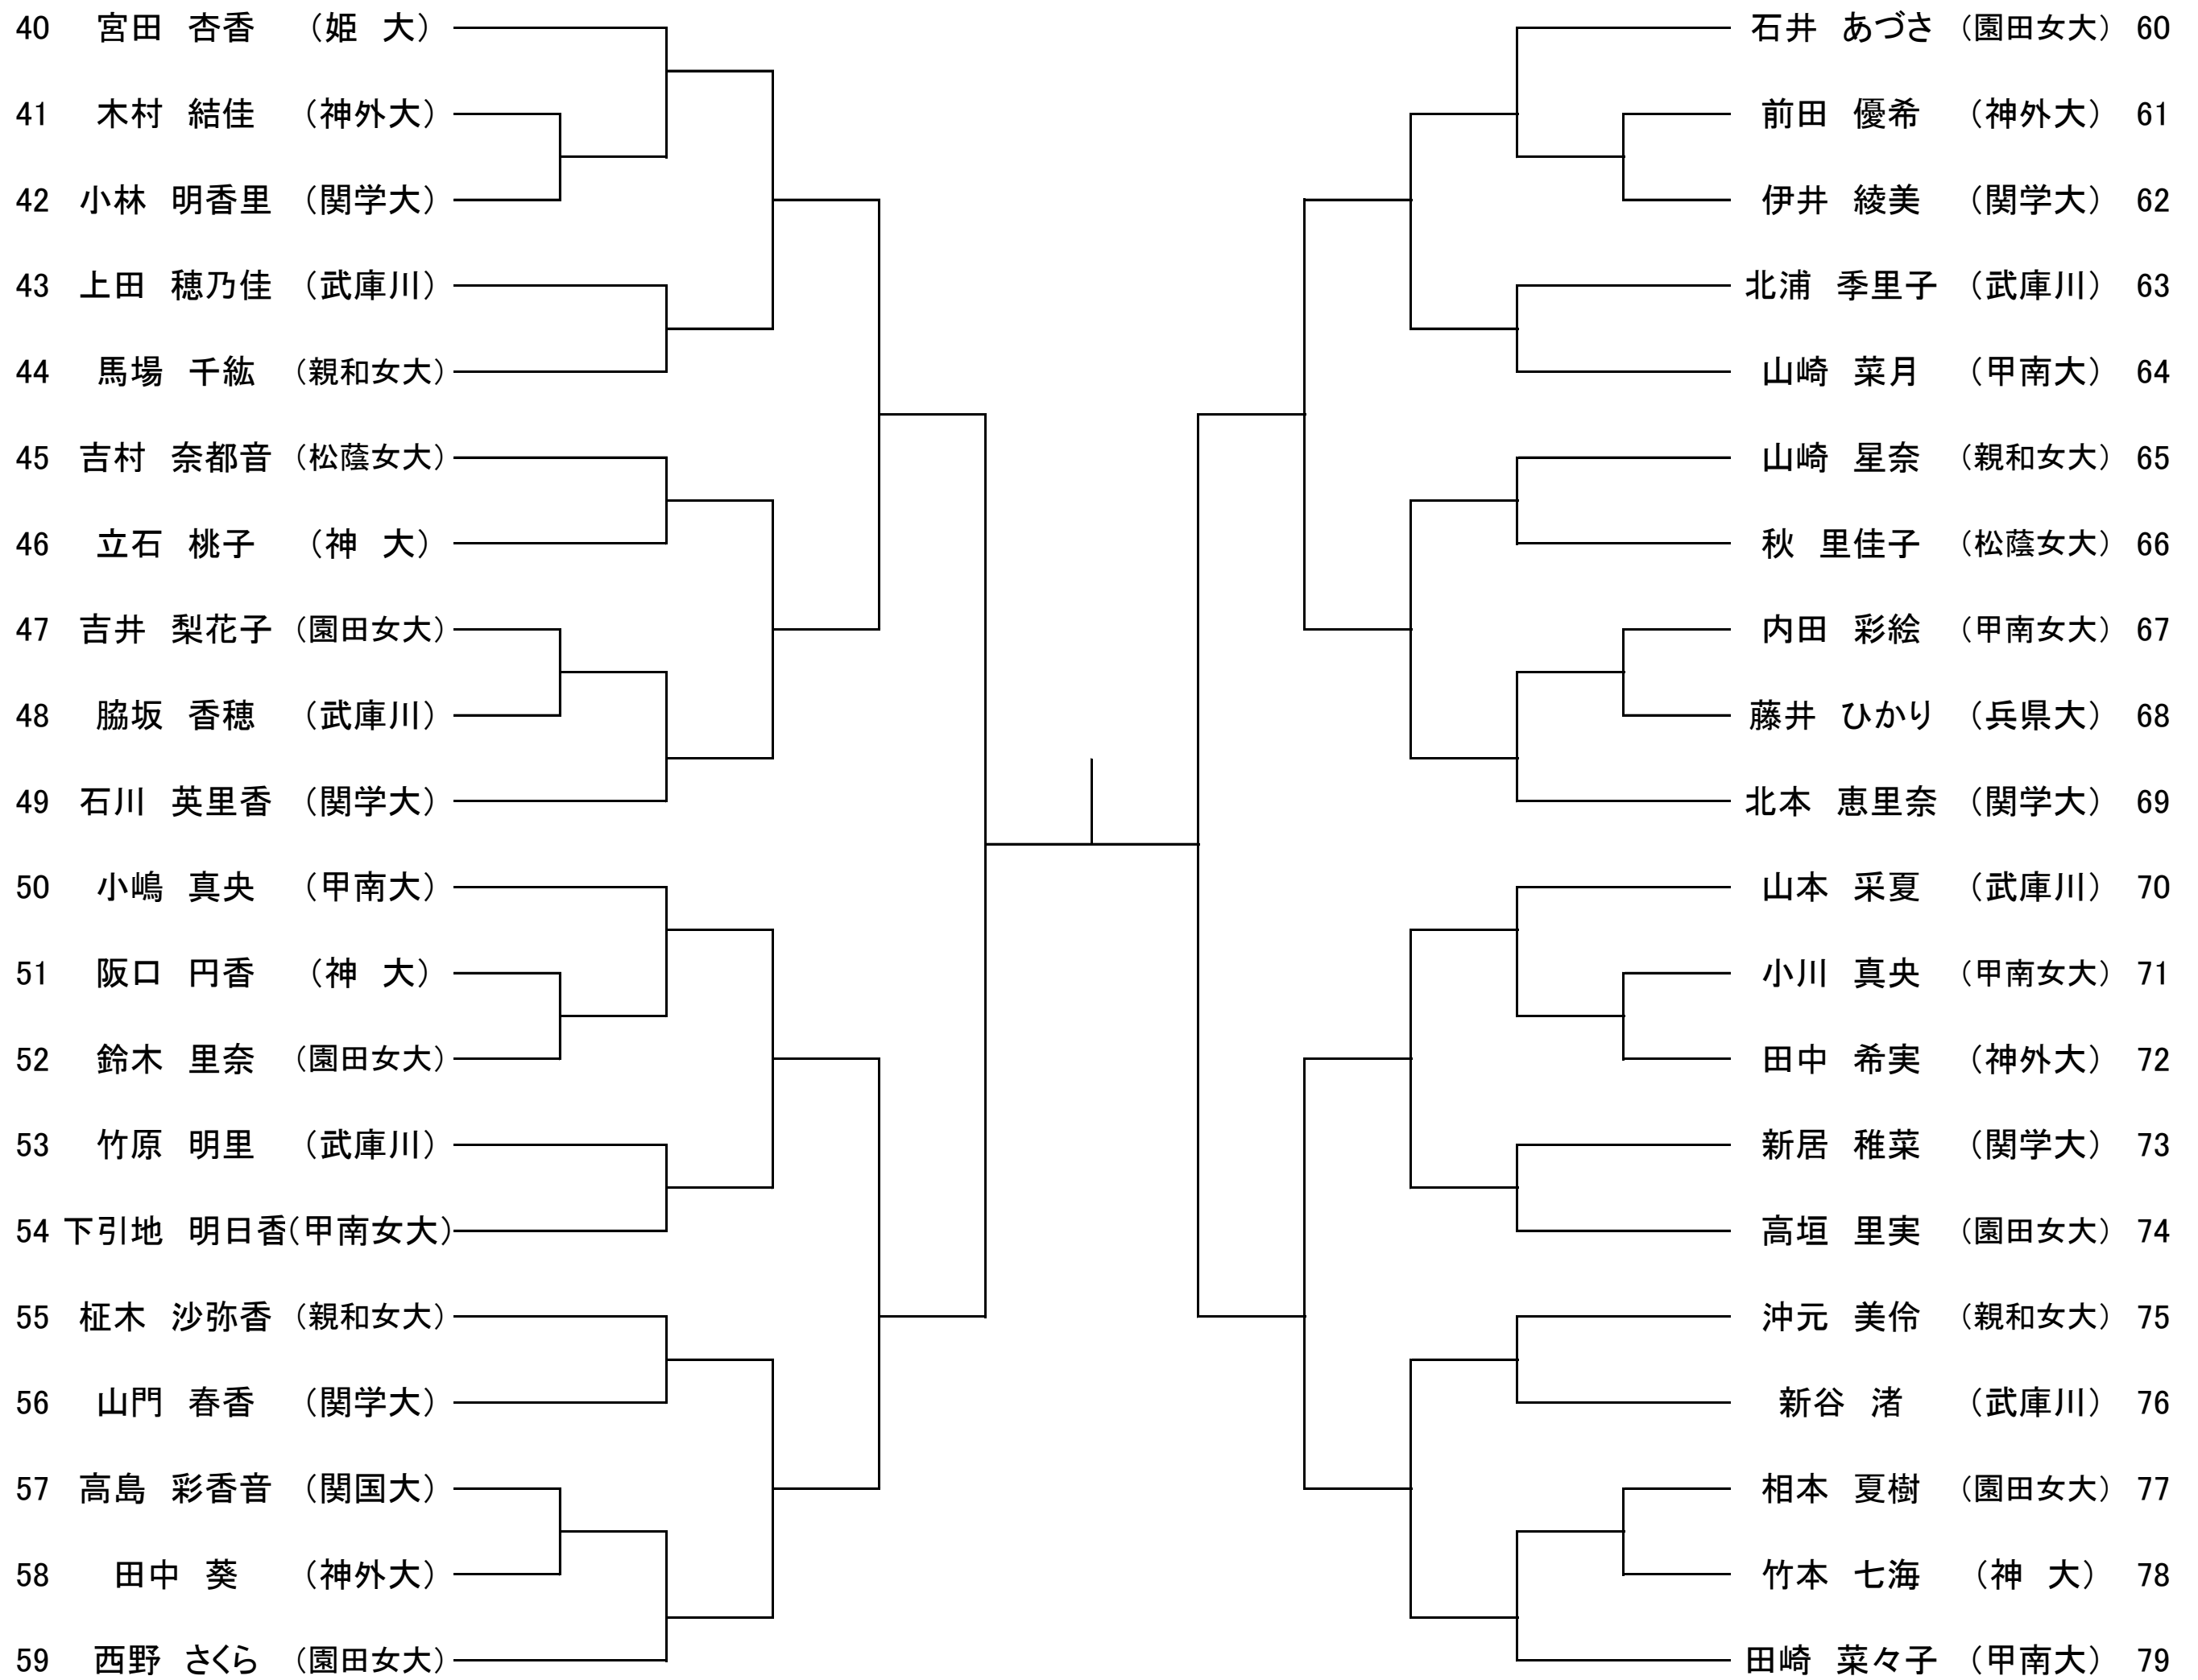 40 宮田 杏香 （姫 大）
41 木村 結佳 （神外大）
42 小林 明香里 （関学大）
43 上田 穂乃佳 （武庫川）
44 馬場 千紘 （親和女大）
45 吉村 奈都音 （松蔭女大）
46 立石 桃子 （神 大）
47 吉井 梨花子 （園田女大）
48 脇坂 香穂 （武庫川）
49 石川 英里香 （関学大）
50 小嶋 真央 （甲南大）
51 阪口 円香 （神 大）
52 鈴木 里奈 （園田女大）
53 竹原 明里 （武庫川）
54 下引地 明日香（甲南女大）
55 柾木 沙弥香 （親和女大）
56 山門 春香 （関学大）
57 高島 彩香音 （関国大）
58 田中 葵 （神外大）
59 西野 さくら （園田女大）
石井 あづさ （園田女大） 60
前田 優希 （神外大） 61
伊井 綾美 （関学大） 62
北浦 季里子 （武庫川） 63
山崎 菜月 （甲南大） 64
山崎 星奈 （親和女大） 65
秋 里佳子 （松蔭女大） 66
内田 彩絵 （甲南女大） 67
藤井 ひかり （兵県大） 68
北本 恵里奈 （関学大） 69
山本 采夏 （武庫川） 70
小川 真央 （甲南女大） 71
田中 希実 （神外大） 72
新居 稚菜 （関学大） 73
高垣 里実 （園田女大） 74
沖元 美伶 （親和女大） 75
新谷 渚 （武庫川） 76
相本 夏樹 （園田女大） 77
竹本 七海 （神 大） 78
田崎 菜々子 （甲南大） 79